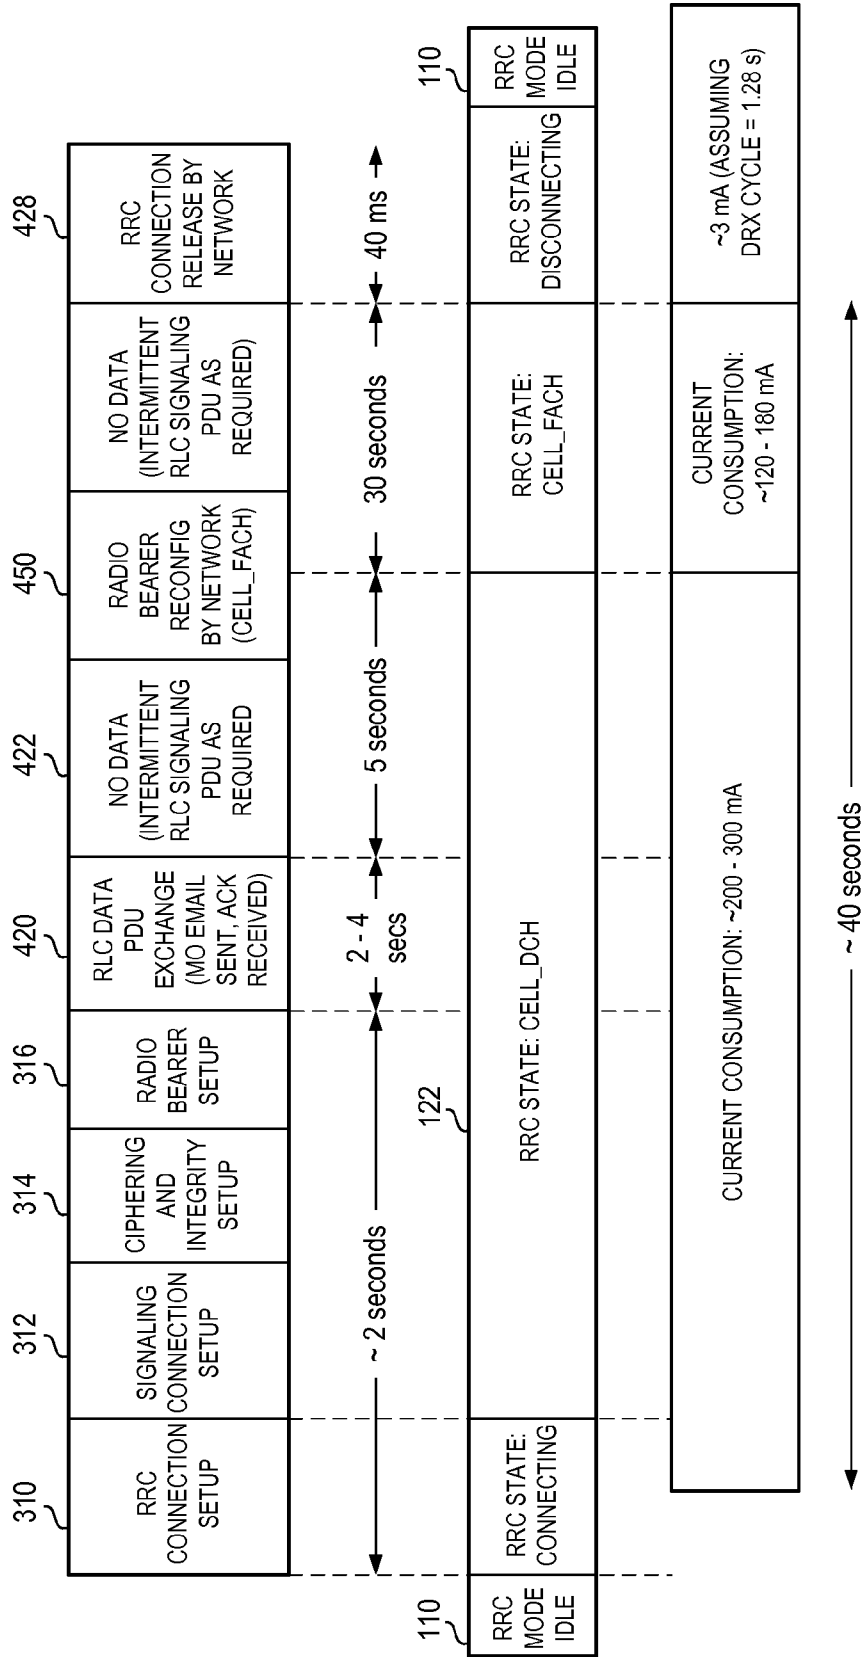 310
312
314
316
420
422
450
428
RRC
CONNECTION
SETUP
SIGNALING
CONNECTION
SETUP
CIPHERING
AND
INTEGRITY
SETUP
RADIO
BEARER
SETUP
RLC DATA
PDU
EXCHANGE
(MO EMAIL
SENT, ACK
RECEIVED)
NO DATA
(INTERMITTENT
RLC SIGNALING
PDU AS
REQUIRED
RADIO
BEARER
RECONFIG
BY NETWORK
(CELL_FACH)
NO DATA
(INTERMITTENT
RLC SIGNALING
PDU AS
REQUIRED)
RRC
CONNECTION
RELEASE BY
NETWORK
~ 2 seconds
2 - 4
secs
5 seconds
30 seconds
40 ms
110
122
110
RRC
MODE
IDLE
RRC STATE:
CONNECTING
RRC STATE: CELL_DCH
RRC STATE:
CELL_FACH
RRC STATE:
DISCONNECTING
RRC
MODE
IDLE
CURRENT CONSUMPTION: ~200 - 300 mA
CURRENT
CONSUMPTION:
~120 - 180 mA
~3 mA (ASSUMING
DRX CYCLE = 1.28 s)
~ 40 seconds